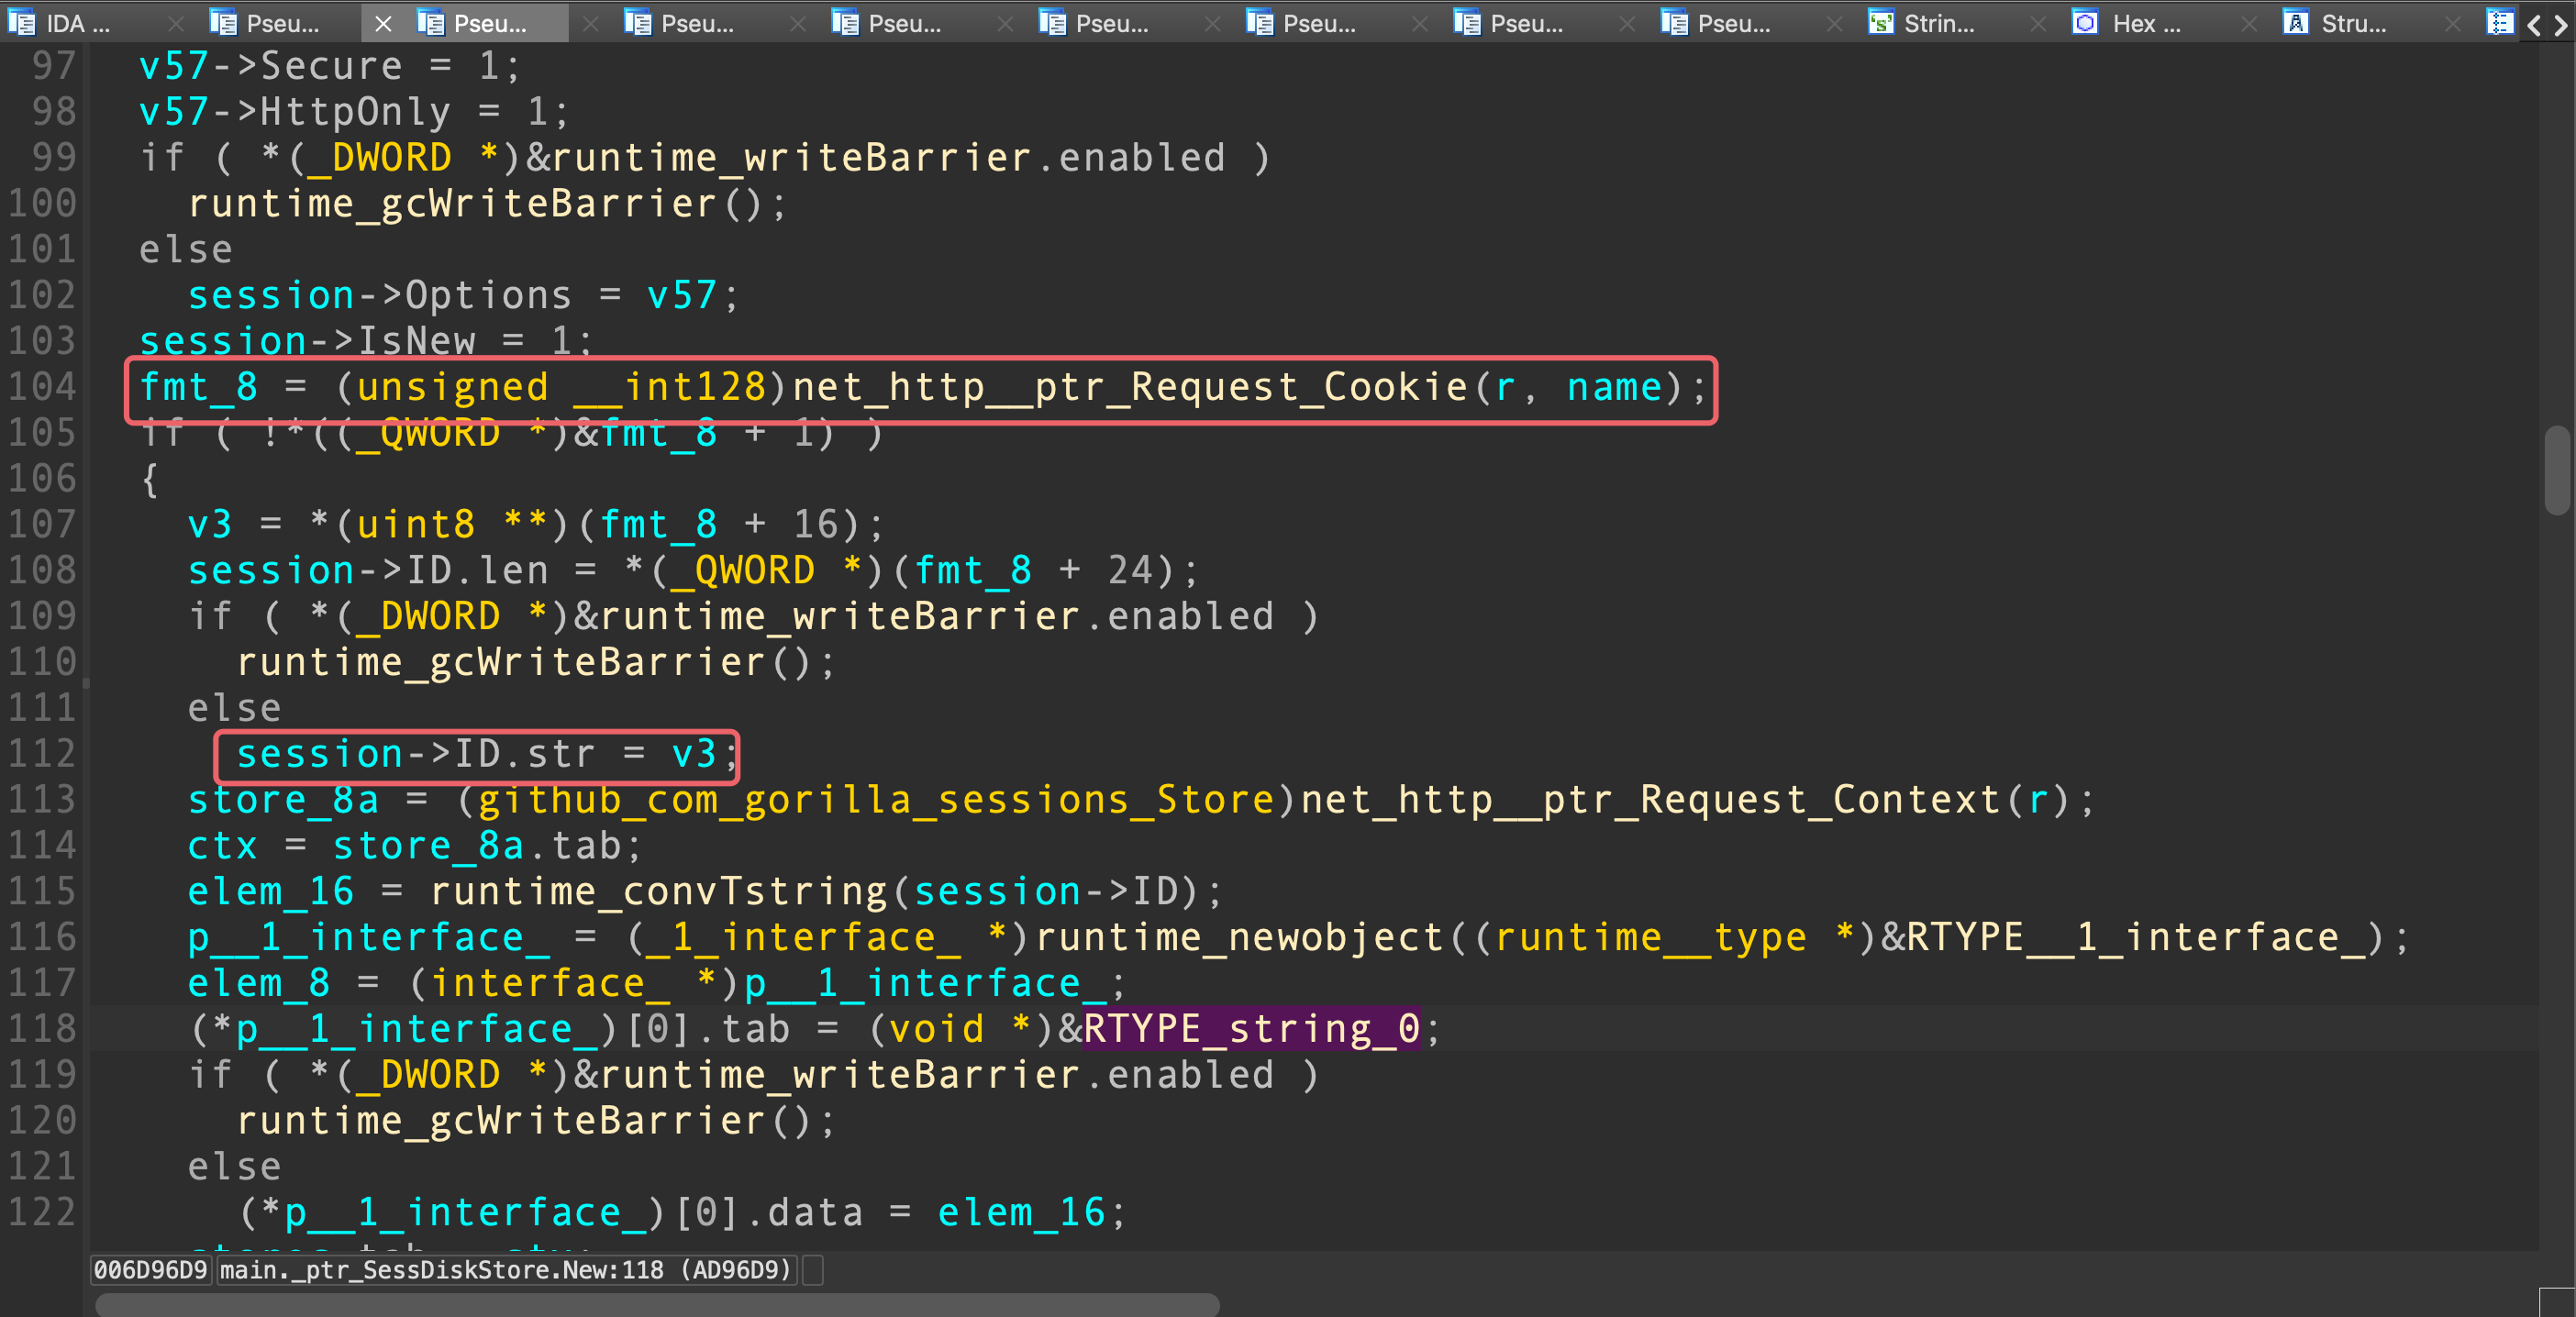 IDA ... Pseu... Pseu... Pseu... Pseu... Pseu... Pseu... Pseu... Pseu... Strin... Hex ... Stru...
97 v57->Secure = 1;
98 v57->HttpOnly = 1;
99 if ( *(_DWORD *)&runtime_writeBarrier.enabled )
100 runtime_gcWriteBarrier();
101 else
102 session->Options = v57;
103 session->IsNew = 1;
104 fmt_8 = (unsigned __int128)net_http__ptr_Request_Cookie(r, name);
105 if ( !*((_QWORD *)&fmt_8 + 1) )
106 {
107 v3 = *(uint8 **)(fmt_8 + 16);
108 session->ID.len = *(_QWORD *)(fmt_8 + 24);
109 if ( *(_DWORD *)&runtime_writeBarrier.enabled )
110 runtime_gcWriteBarrier();
111 else
112 session->ID.str = v3;
113 store_8a = (github_com_gorilla_sessions_Store)net_http__ptr_Request_Context(r);
114 ctx = store_8a.tab;
115 elem_16 = runtime_convTstring(session->ID);
116 p__1_interface_ = (_1_interface_ *)runtime_newobject((runtime__type *)&RTYPE__1_interface_);
117 elem_8 = (interface_ *)p__1_interface_;
118 (*p__1_interface_)[0].tab = (void *)&RTYPE_string_0;
119 if ( *(_DWORD *)&runtime_writeBarrier.enabled )
120 runtime_gcWriteBarrier();
121 else
122 (*p__1_interface_)[0].data = elem_16;
006D96D9 main._ptr_SessDiskStore.New:118 (AD96D9)